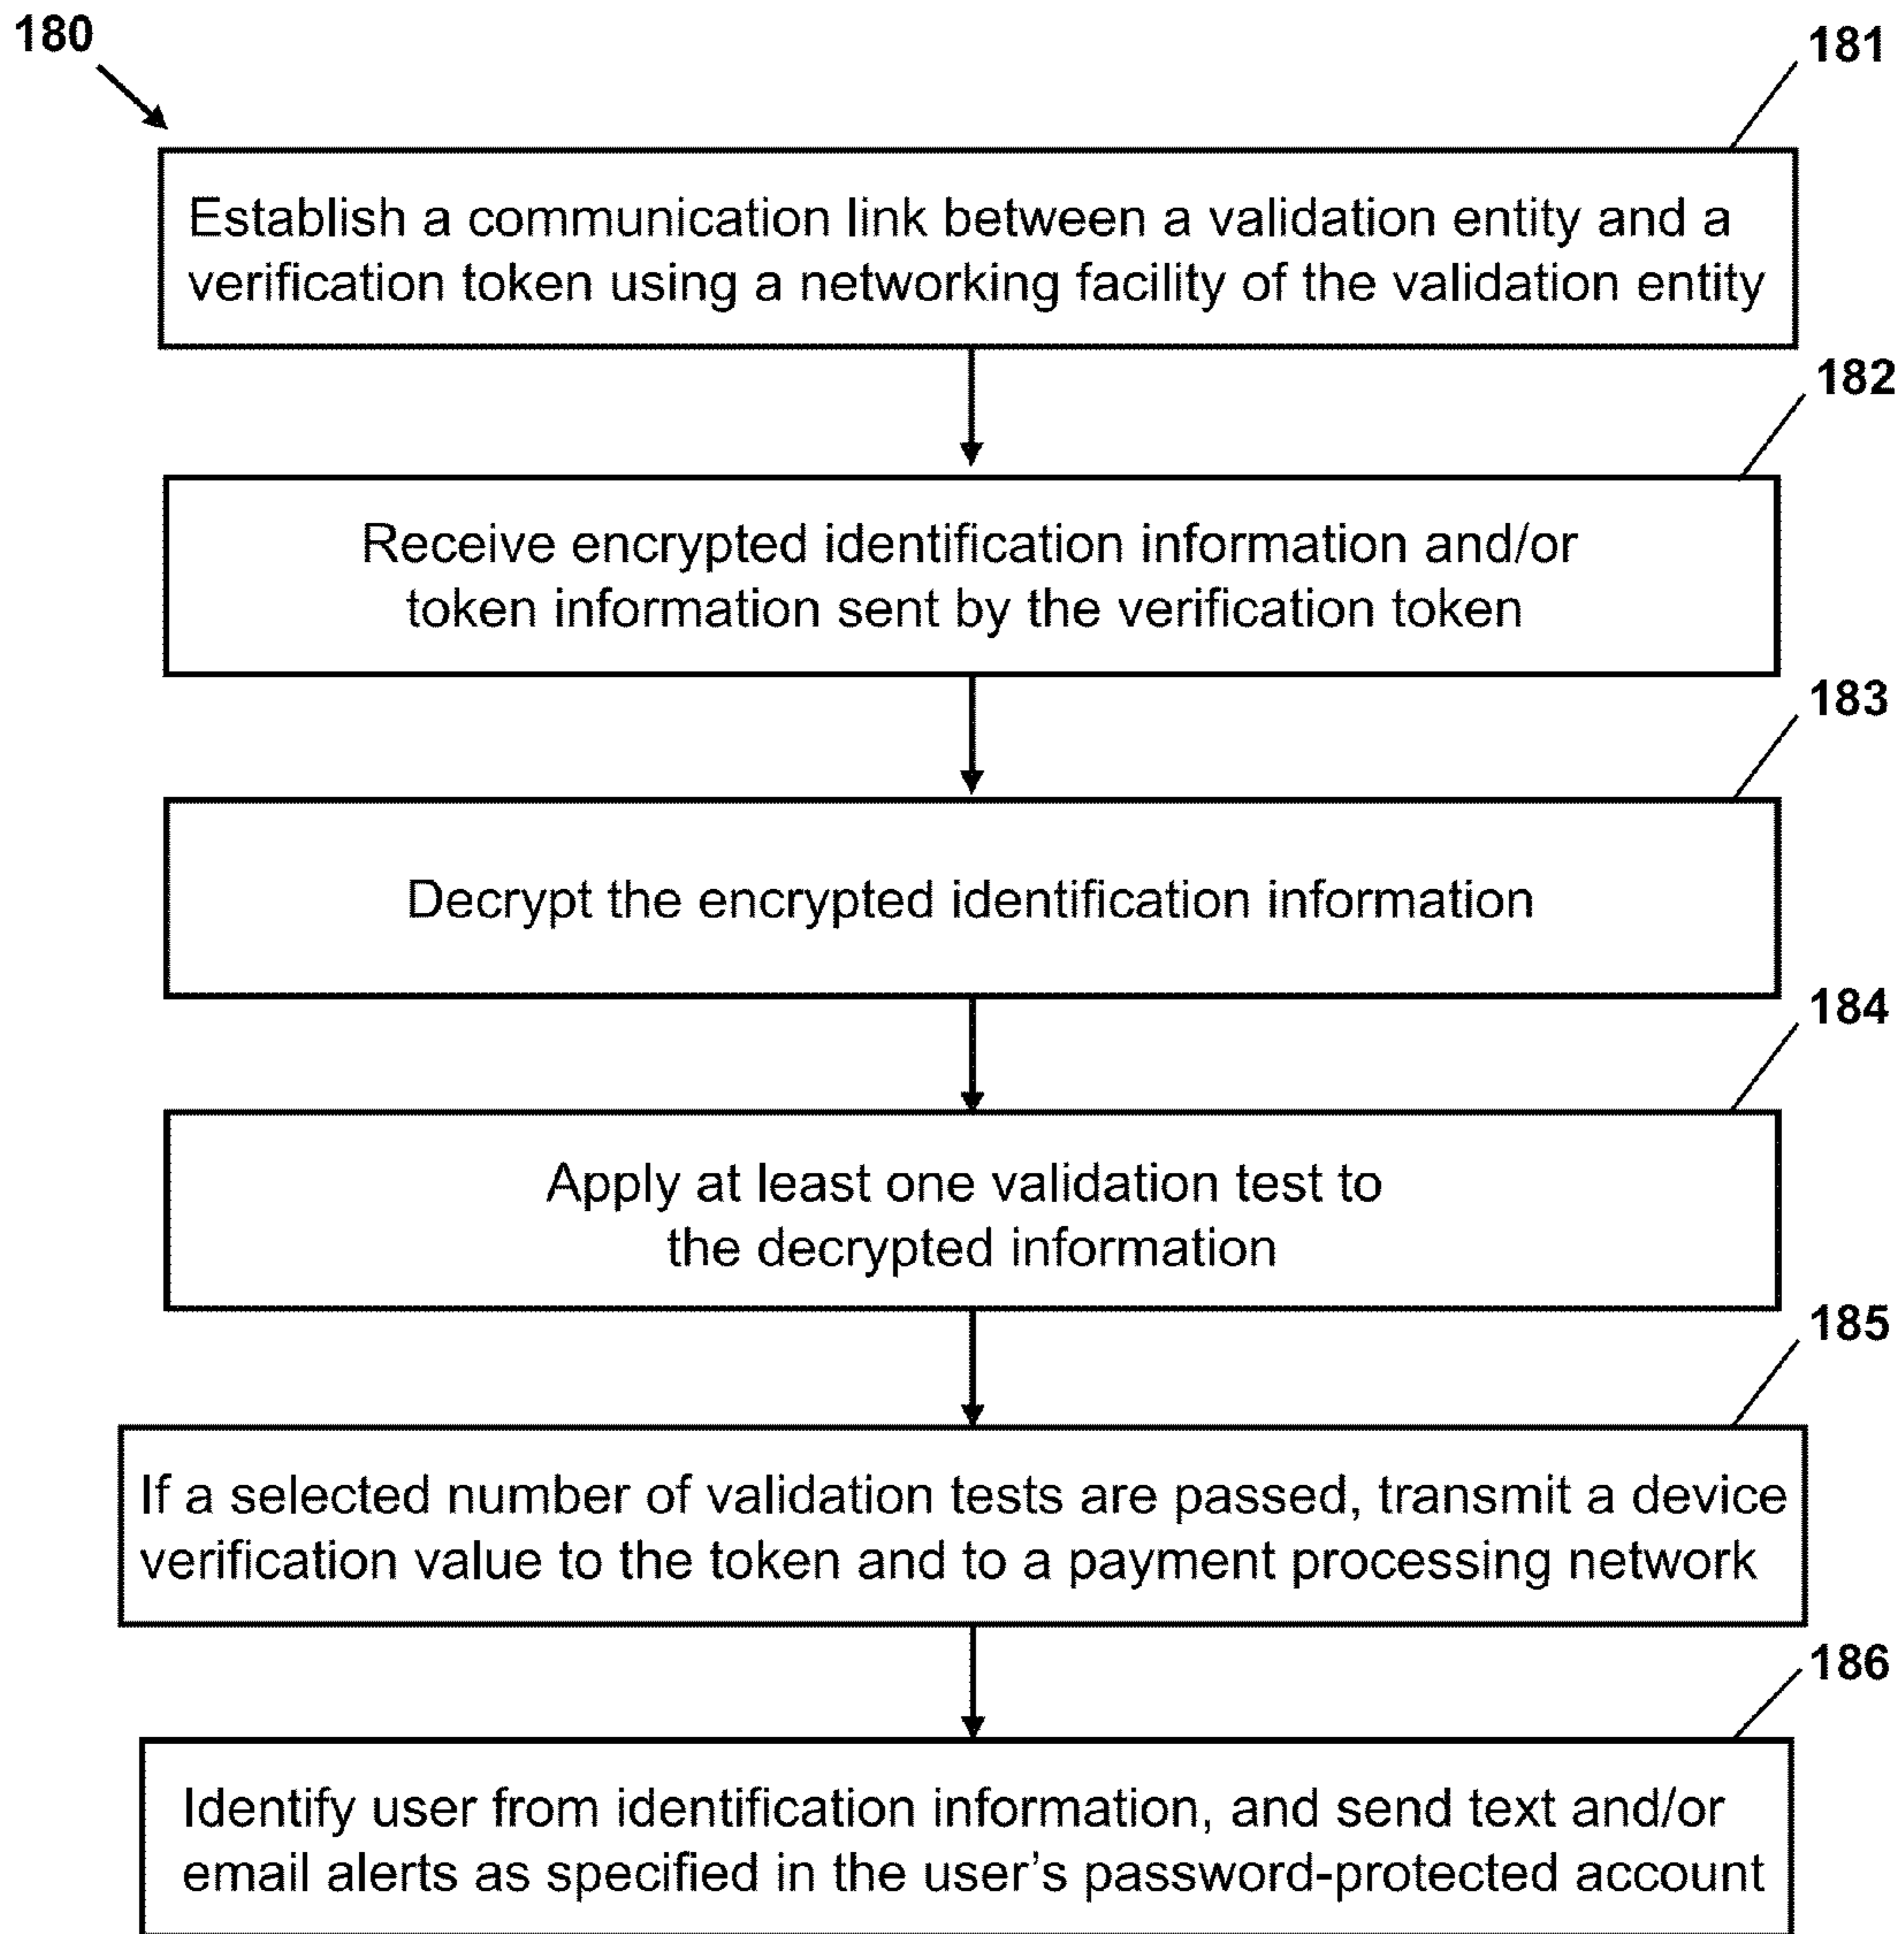 180
181
Establish a communication link between a validation entity and a
verification token using a networking facility of the validation entity
182
Receive encrypted identification information and/or
token information sent by the verification token
183
Decrypt the encrypted identification information
184
Apply at least one validation test to
the decrypted information
185
If a selected number of validation tests are passed, transmit a device
verification value to the token and to a payment processing network
186
Identify user from identification information, and send text and/or
email alerts as specified in the user's password-protected account